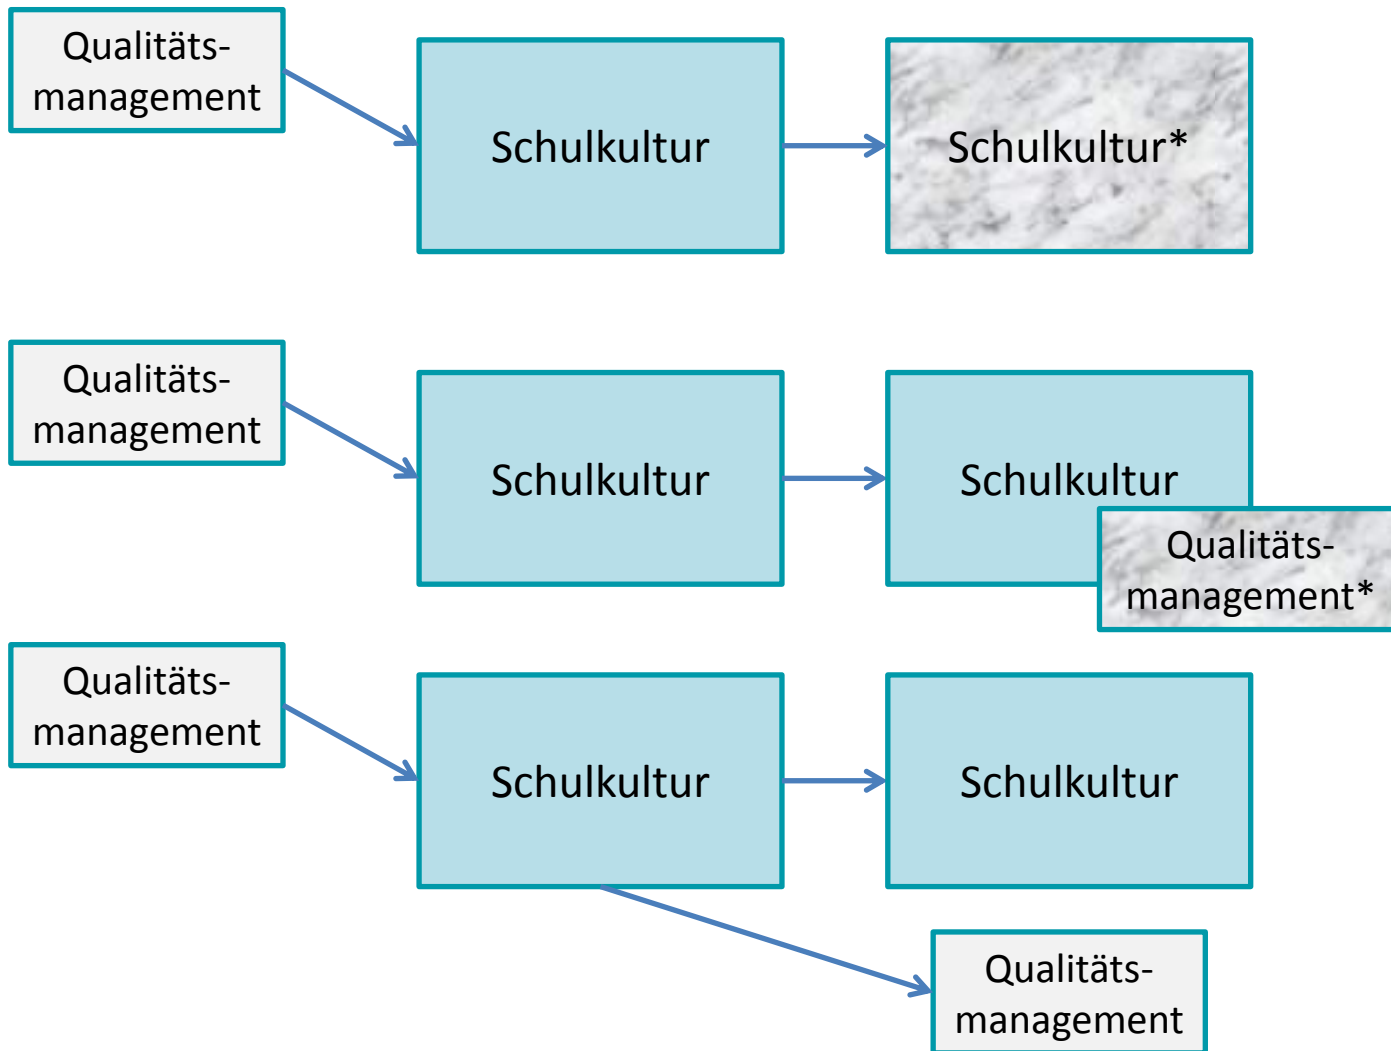 Qualitäts-
management
Schulkultur
Schulkultur*
Qualitäts-
management
Schulkultur
Schulkultur
Qualitäts-
management*
Qualitäts-
management
Schulkultur
Schulkultur
Qualitäts-
management